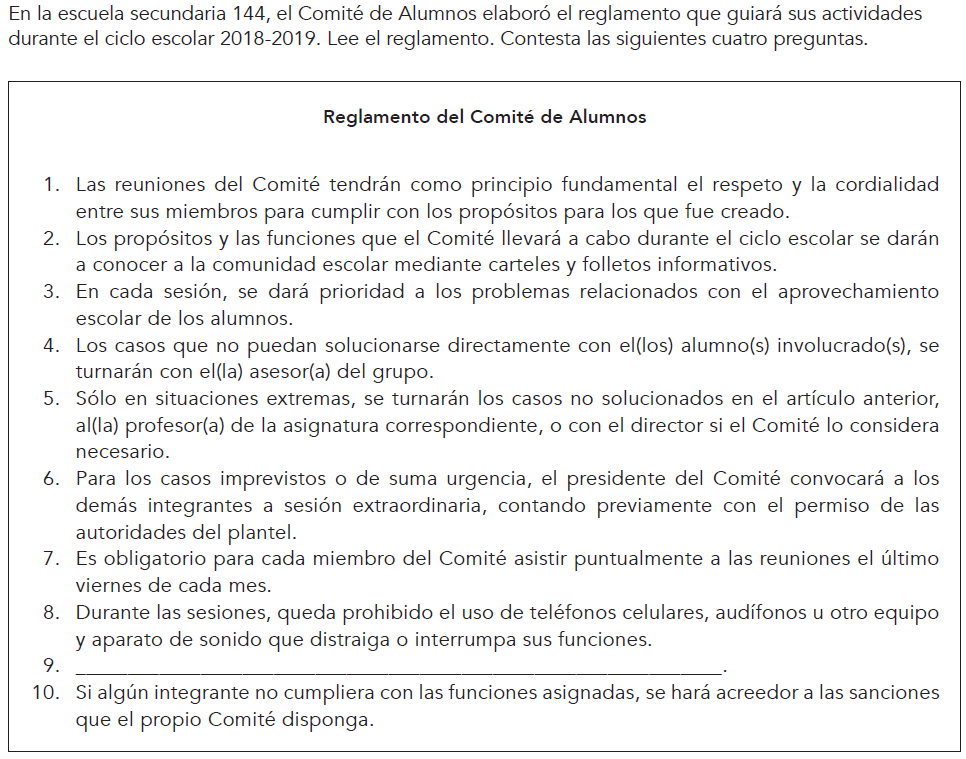 En la escuela secundaria 144, el Comité de Alumnos elaboró el reglamento que guiará sus actividades
durante el ciclo escolar 2018-2019. Lee el reglamento. Contesta las siguientes cuatro preguntas.
Reglamento del Comité de Alumnos
1. Las reuniones del Comité tendrán como principio fundamental el respeto y la cordialidad
entre sus miembros para cumplir con los propósitos para los que fue creado.
2. Los propósitos y las funciones que el Comité llevará a cabo durante el ciclo escolar se darán
a conocer a la comunidad escolar mediante carteles y folletos informativos.
3. En cada sesión, se dará prioridad a los problemas relacionados con el aprovechamiento
escolar de los alumnos.
4. Los casos que no puedan solucionarse directamente con el(los) alumno(s) involucrado(s), se
turnarán con el(la) asesor(a) del grupo.
5. Sólo en situaciones extremas, se turnarán los casos no solucionados en el artículo anterior,
al(la) profesor(a) de la asignatura correspondiente, o con el director si el Comité lo considera
necesario.
6. Para los casos imprevistos o de suma urgencia, el presidente del Comité convocará a los
demás integrantes a sesión extraordinaria, contando previamente con el permiso de las
autoridades del plantel.
7. Es obligatorio para cada miembro del Comité asistir puntualmente a las reuniones el último
viernes de cada mes.
8. Durante las sesiones, queda prohibido el uso de teléfonos celulares, audífonos u otro equipo
y aparato de sonido que distraiga o interrumpa sus funciones.
9. ______________________________________________________________.
10. Si algún integrante no cumpliera con las funciones asignadas, se hará acreedor a las sanciones
que el propio Comité disponga.